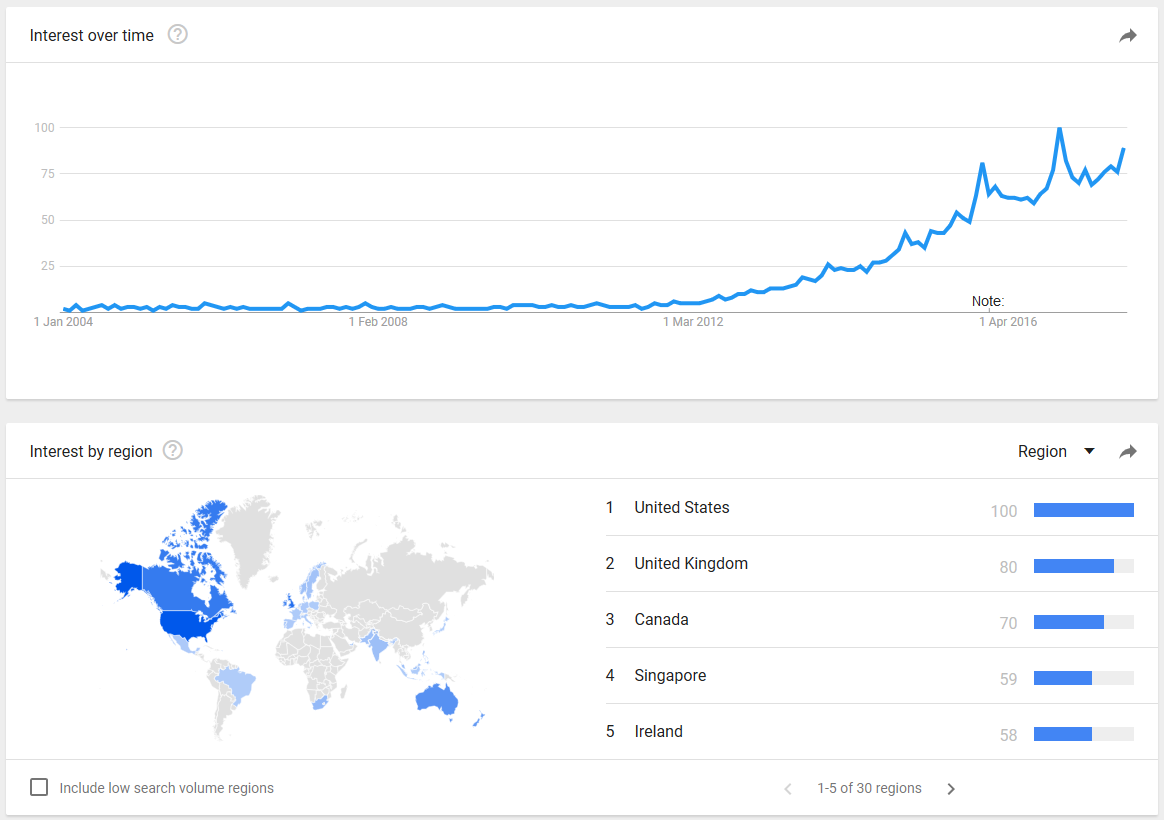 Interest over time ?
100
75
50
25
Note:
1 Jan 2004 1 Feb 2008 1 Mar 2012 1 Apr 2016
Interest by region ? Region
1 United States 100
2 United Kingdom 80
3 Canada 70
4 Singapore 59
5 Ireland 58
Include low search volume regions 1-5 of 30 regions